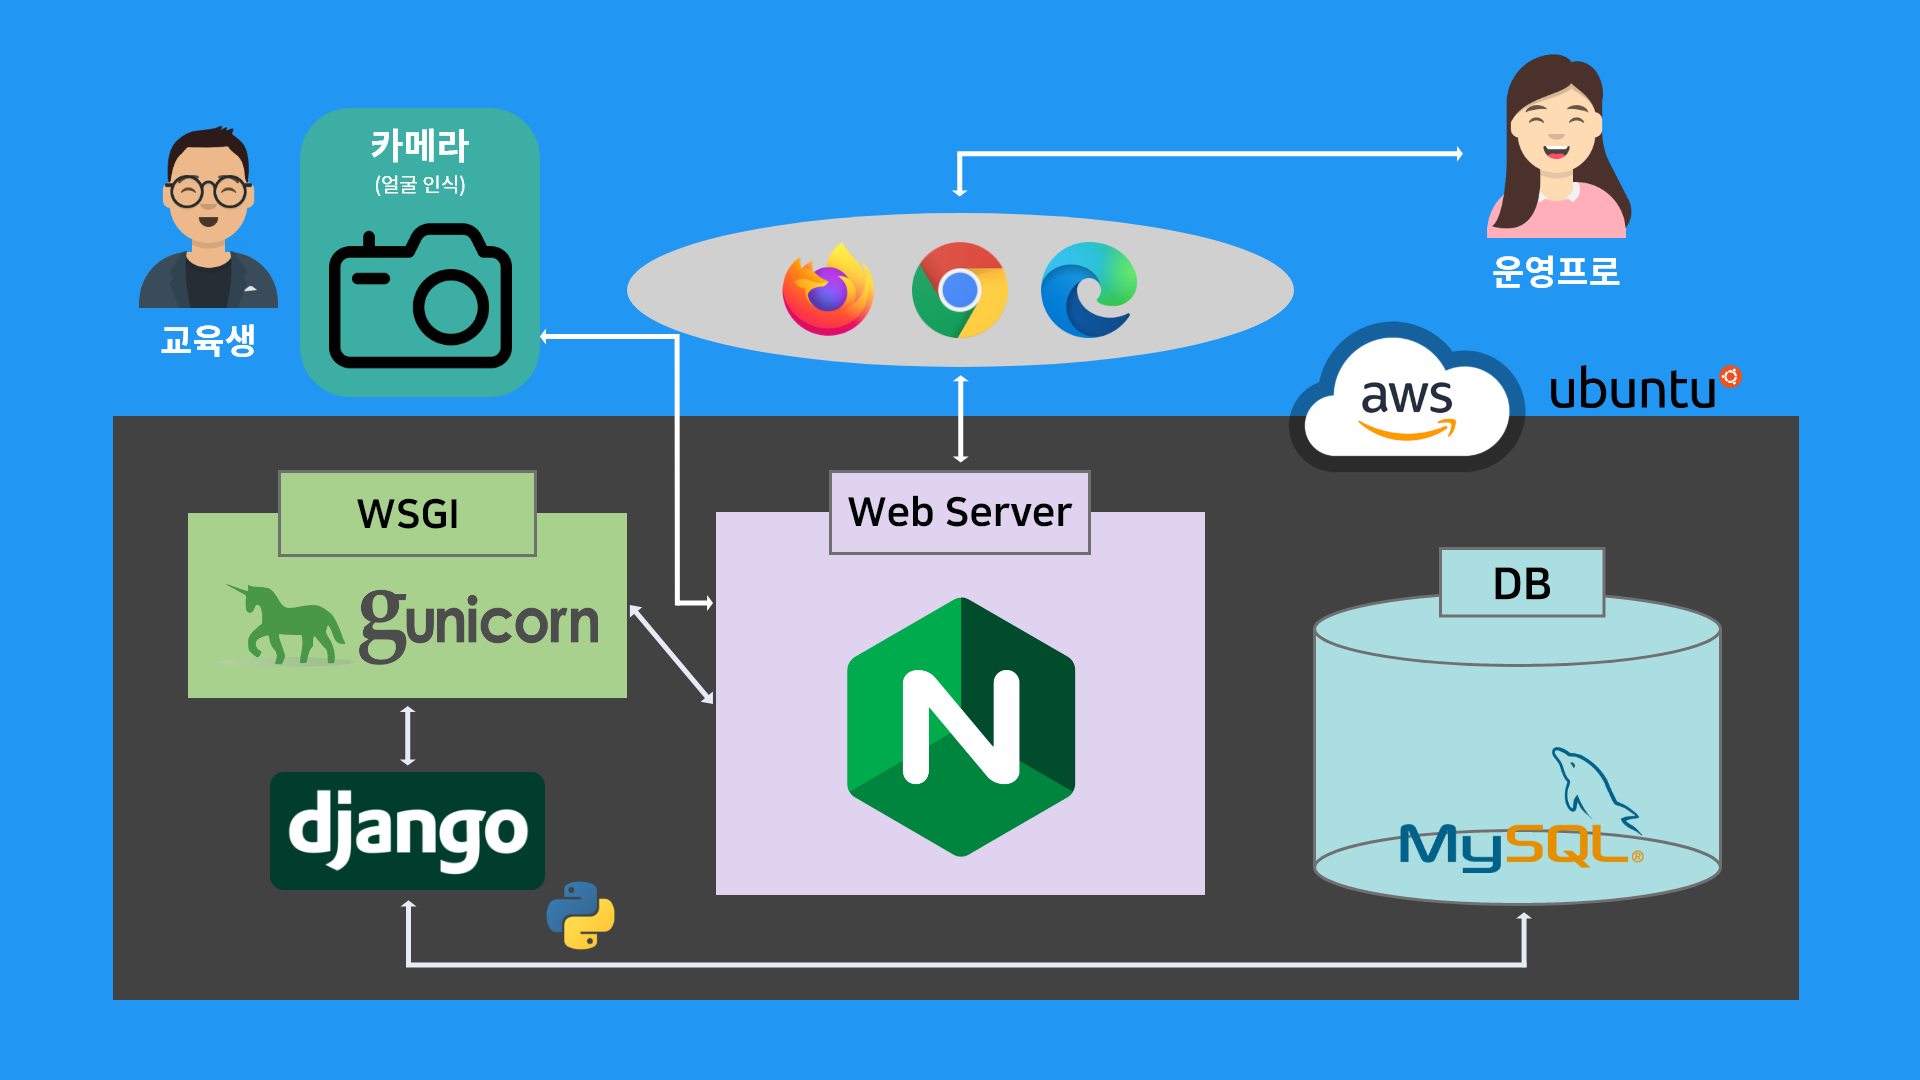 카메라
(얼굴 인식)
교육생
운영프로
aws
ubuntu
WSGI
gunicorn
Web Server
N
DB
django
MySQL®